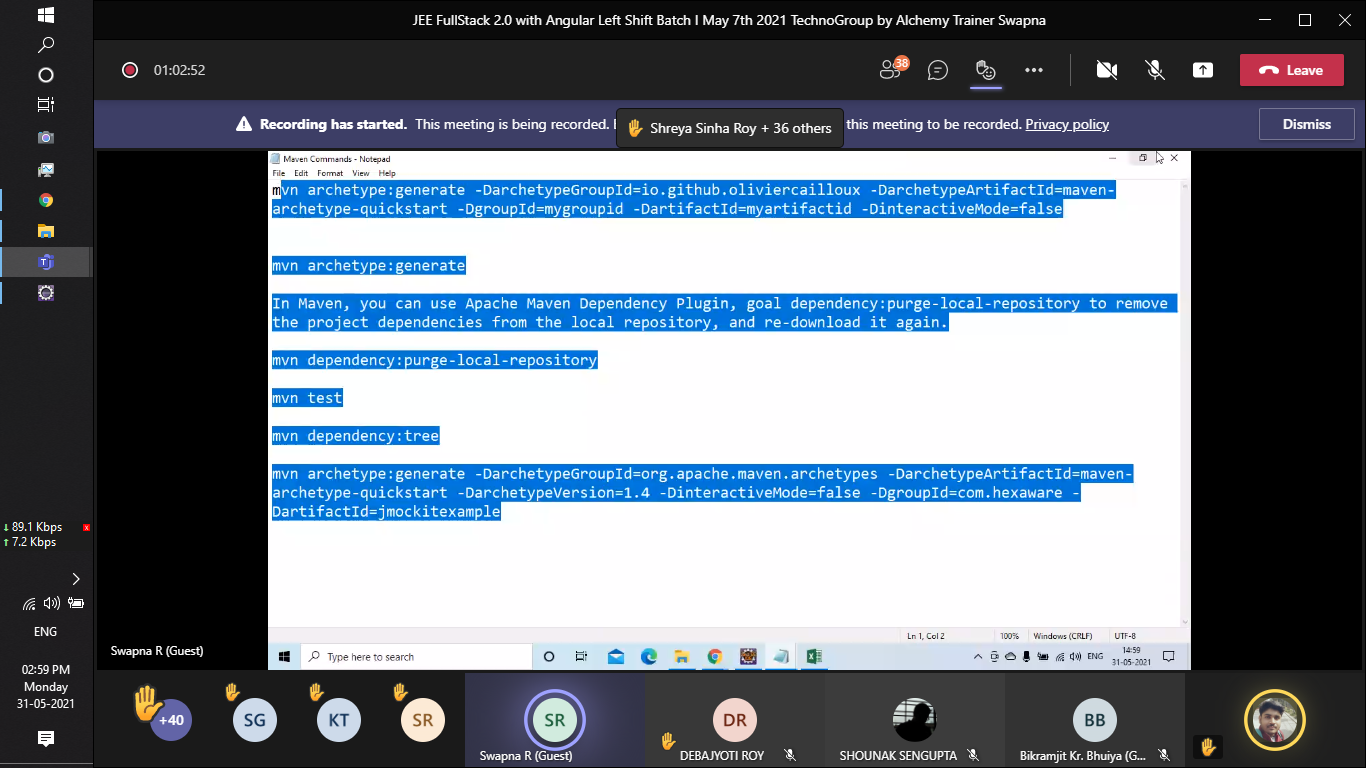 JEE FullStack 2.0 with Angular Left Shift Batch I May 7th 2021 TechnoGroup by Alchemy Trainer Swapna
01:02:52
38
Leave
Recording has started. This meeting is being recorded.
Shreya Sinha Roy + 36 others
this meeting to be recorded. Privacy policy
Dismiss
Maven Commands - Notepad
File Edit Format View Help
mvn archetype:generate -DarchetypeGroupId=io.github.oliviercailloux -DarchetypeArtifactId=maven-
archetype-quickstart -DgroupId=mygroupid -DartifactId=myartifactid -DinteractiveMode=false
mvn archetype:generate
In Maven, you can use Apache Maven Dependency Plugin, goal dependency:purge-local-repository to remove
the project dependencies from the local repository, and re-download it again.
mvn dependency:purge-local-repository
mvn test
mvn dependency:tree
mvn archetype:generate -DarchetypeGroupId=org.apache.maven.archetypes -DarchetypeArtifactId=maven-
archetype-quickstart -DarchetypeVersion=1.4 -DinteractiveMode=false -DgroupId=com.hexaware -
DartifactId=jmockitexample
Ln 1, Col 2
100%
Windows (CRLF)
UTF-8
Type here to search
ENG
14:59
31-05-2021
Swapna R (Guest)
↓ 89.1 Kbps
x
↑ 7.2 Kbps
ENG
02:59 PM
Monday
31-05-2021
+40
SG
KT
SR
SR
Swapna R (Guest)
DR
DEBAJYOTI ROY
SHOUNAK SENGUPTA
BB
Bikramjit Kr. Bhuiya (G...